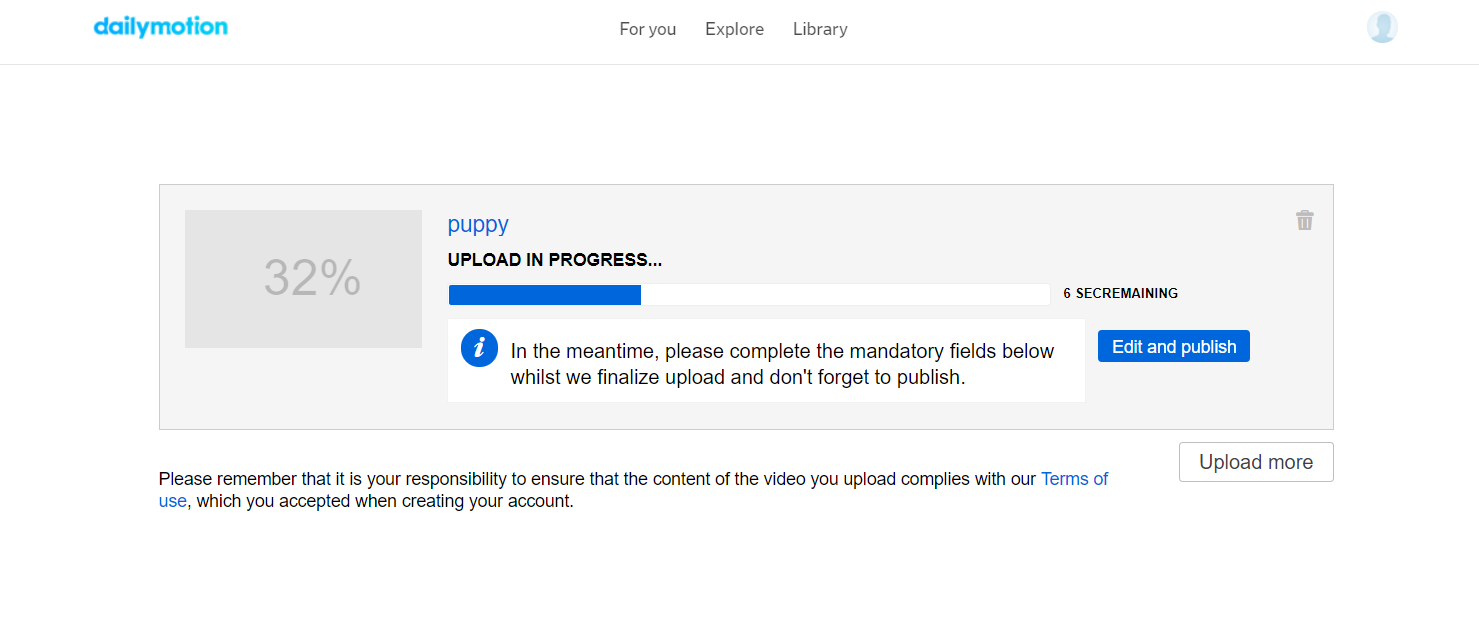 dailymotion
For you
Explore
Library
32%
puppy
UPLOAD IN PROGRESS...
6 SECREMAINING
i
In the meantime, please complete the mandatory fields below
whilst we finalize upload and don't forget to publish.
Edit and publish
Upload more
Please remember that it is your responsibility to ensure that the content of the video you upload complies with our Terms of
use, which you accepted when creating your account.